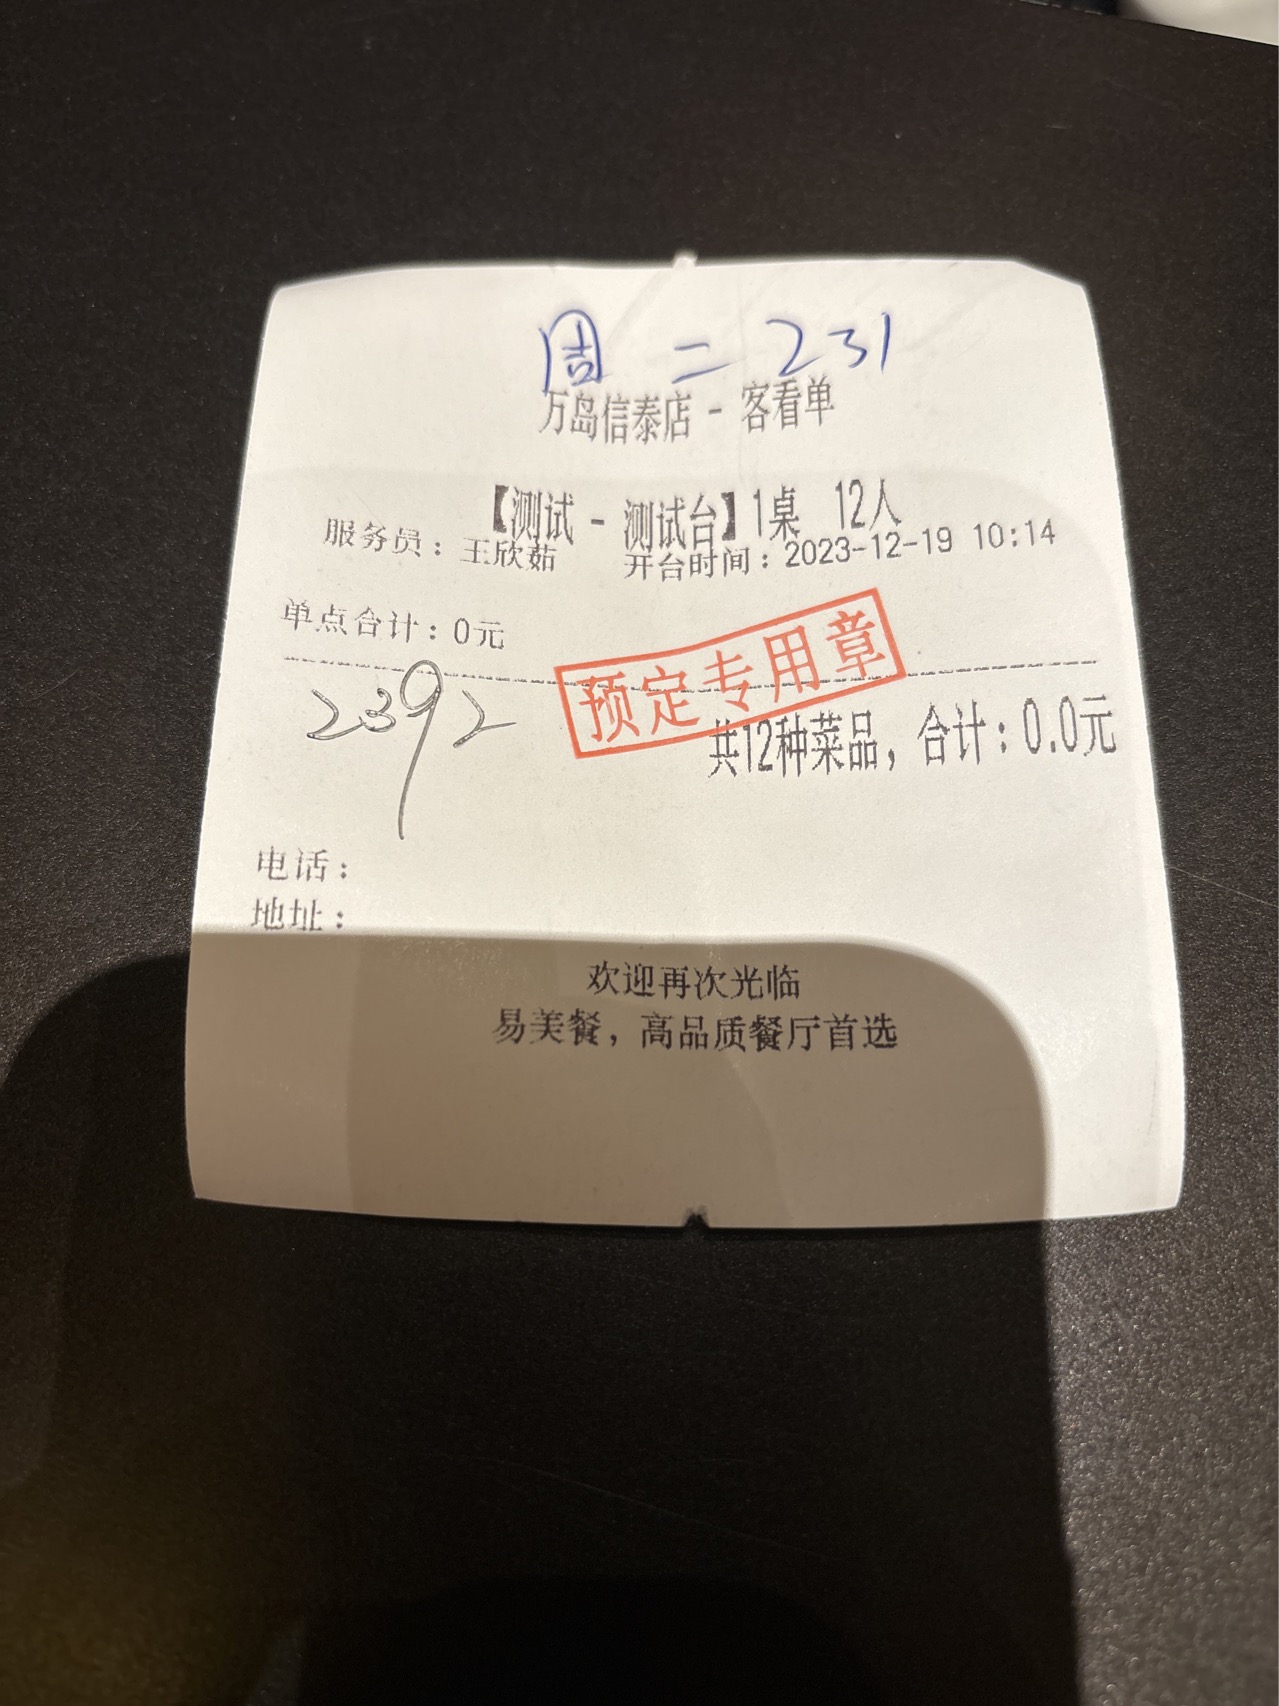 周二 231
万岛信泰店 - 客看单
【测试 - 测试台】1桌 12人
服务员：王欣茹 开台时间：2023-12-19 10:14
单点合计：0元
2392
预定专用章
共12种菜品，合计：0.0元
电话：
地址：
欢迎再次光临
易美餐，高品质餐厅首选